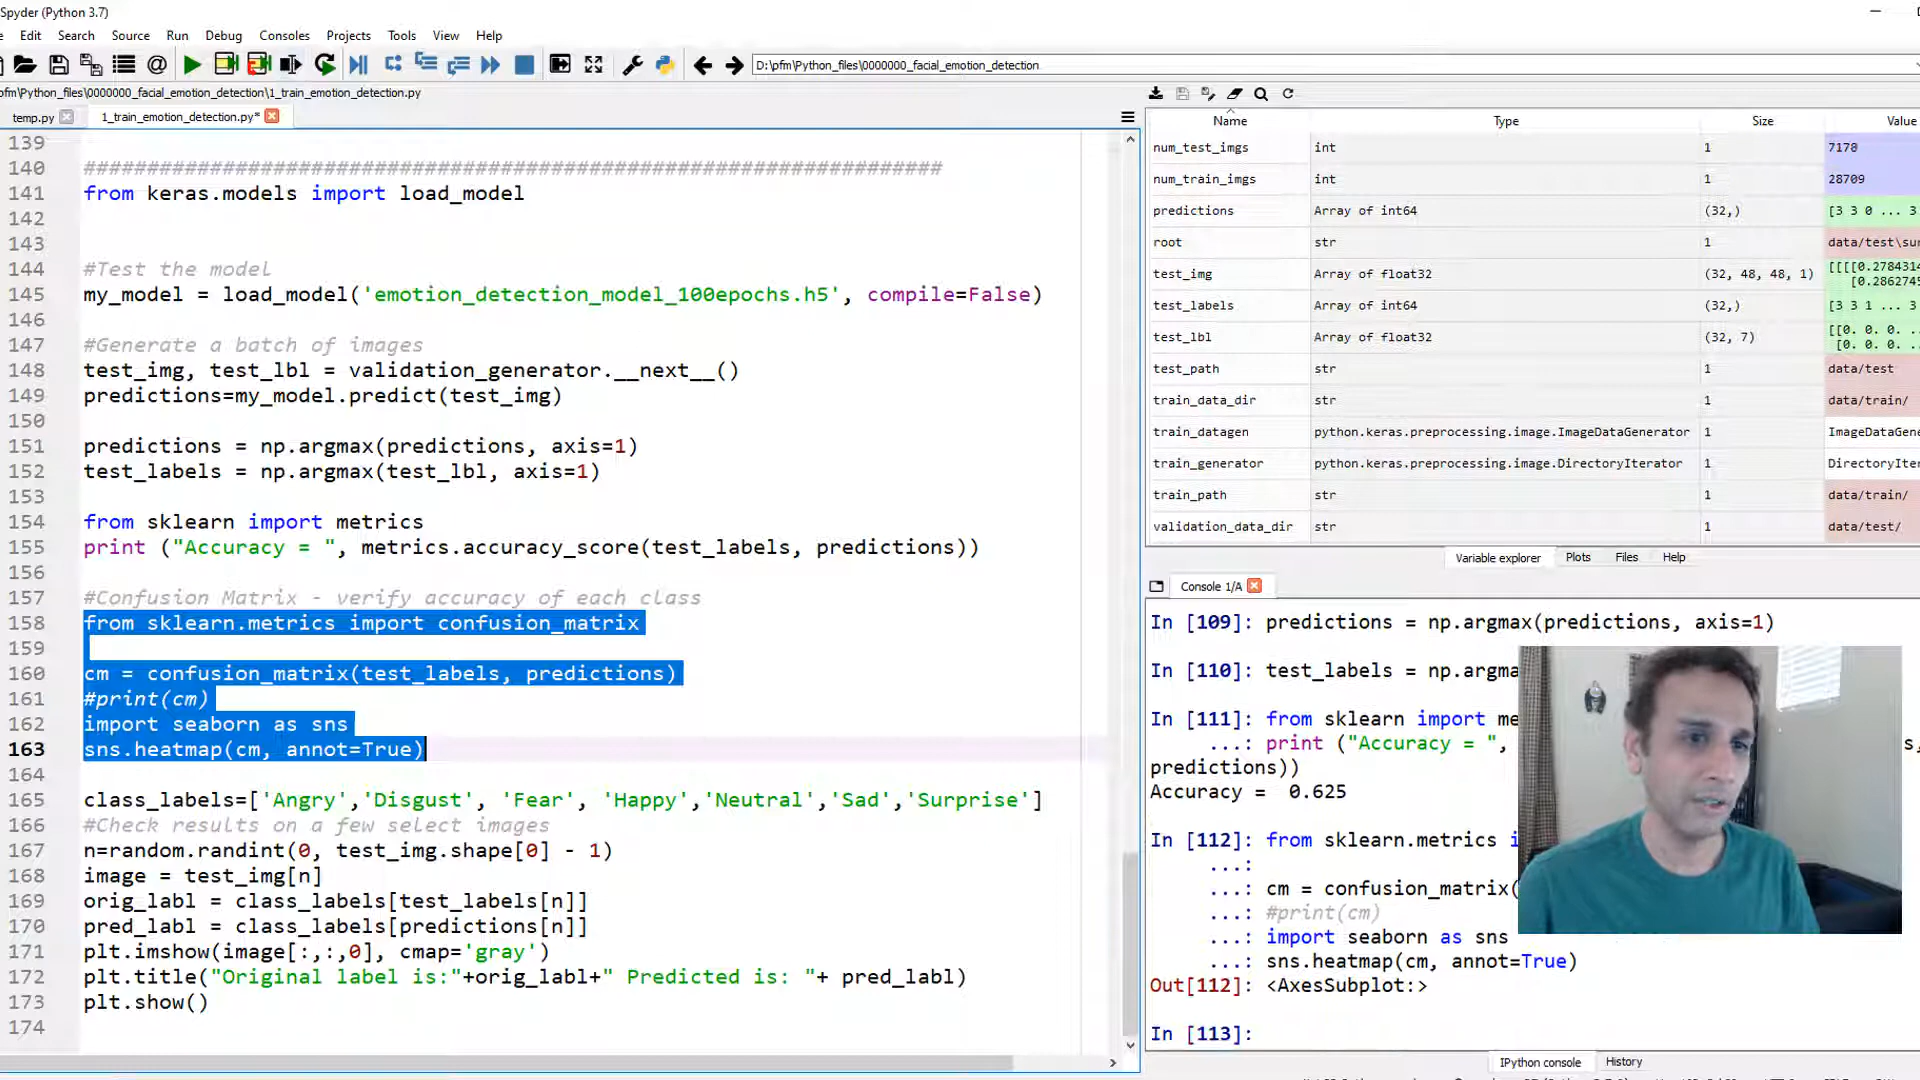 Spyder (Python 3.7)
Edit Search Source Run Debug Consoles Projects Tools View Help
D:\pfm\Python_files\0000000_facial_emotion_detection
pfm\Python_files\0000000_facial_emotion_detection\1_train_emotion_detection.py
temp.py 1_train_emotion_detection.py*
139
140 ####################################################################
141 from keras.models import load_model
142
143
144 #Test the model
145 my_model = load_model('emotion_detection_model_100epochs.h5', compile=False)
146
147 #Generate a batch of images
148 test_img, test_lbl = validation_generator.__next__()
149 predictions=my_model.predict(test_img)
150
151 predictions = np.argmax(predictions, axis=1)
152 test_labels = np.argmax(test_lbl, axis=1)
153
154 from sklearn import metrics
155 print ("Accuracy = ", metrics.accuracy_score(test_labels, predictions))
156
157 #Confusion Matrix - verify accuracy of each class
158 from sklearn.metrics import confusion_matrix
159
160 cm = confusion_matrix(test_labels, predictions)
161 #print(cm)
162 import seaborn as sns
163 sns.heatmap(cm, annot=True)
164
165 class_labels=['Angry','Disgust', 'Fear', 'Happy','Neutral','Sad','Surprise']
166 #Check results on a few select images
167 n=random.randint(0, test_img.shape[0] - 1)
168 image = test_img[n]
169 orig_labl = class_labels[test_labels[n]]
170 pred_labl = class_labels[predictions[n]]
171 plt.imshow(image[:,:,0], cmap='gray')
172 plt.title("Original label is:"+orig_labl+" Predicted is: "+ pred_labl)
173 plt.show()
174
Name Type Size Value
num_test_imgs int 1 7178
num_train_imgs int 1 28709
predictions Array of int64 (32,) [3 3 0 ... 3
root str 1 data/test\su
test_img Array of float32 (32, 48, 48, 1) [[[[0.2784314
[0.2862745
test_labels Array of int64 (32,) [3 3 1 ... 3
test_lbl Array of float32 (32, 7) [[0. 0. 0. ..
[0. 0. 0. ..
test_path str 1 data/test
train_data_dir str 1 data/train/
train_datagen python.keras.preprocessing.image.ImageDataGenerator 1 ImageDataGene
train_generator python.keras.preprocessing.image.DirectoryIterator 1 DirectoryIter
train_path str 1 data/train/
validation_data_dir str 1 data/test/
Variable explorer Plots Files Help
Console 1/A
In [109]: predictions = np.argmax(predictions, axis=1)
In [110]: test_labels = np.argma
In [111]: from sklearn import me
...: print ("Accuracy = ", s,
predictions))
Accuracy = 0.625
In [112]: from sklearn.metrics i
...:
...: cm = confusion_matrix(
...: #print(cm)
...: import seaborn as sns
...: sns.heatmap(cm, annot=True)
Out[112]: <AxesSubplot:>
In [113]:
IPython console History